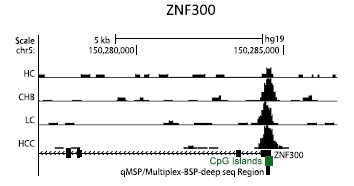 ZNF300
Scale 5 kb hg19
chr5: 150,280,000 150,285,000
HC
CHB
LC
HCC
ZNF300
CpG Islands
qMSP/Multiplex-BSP-deep seq Region